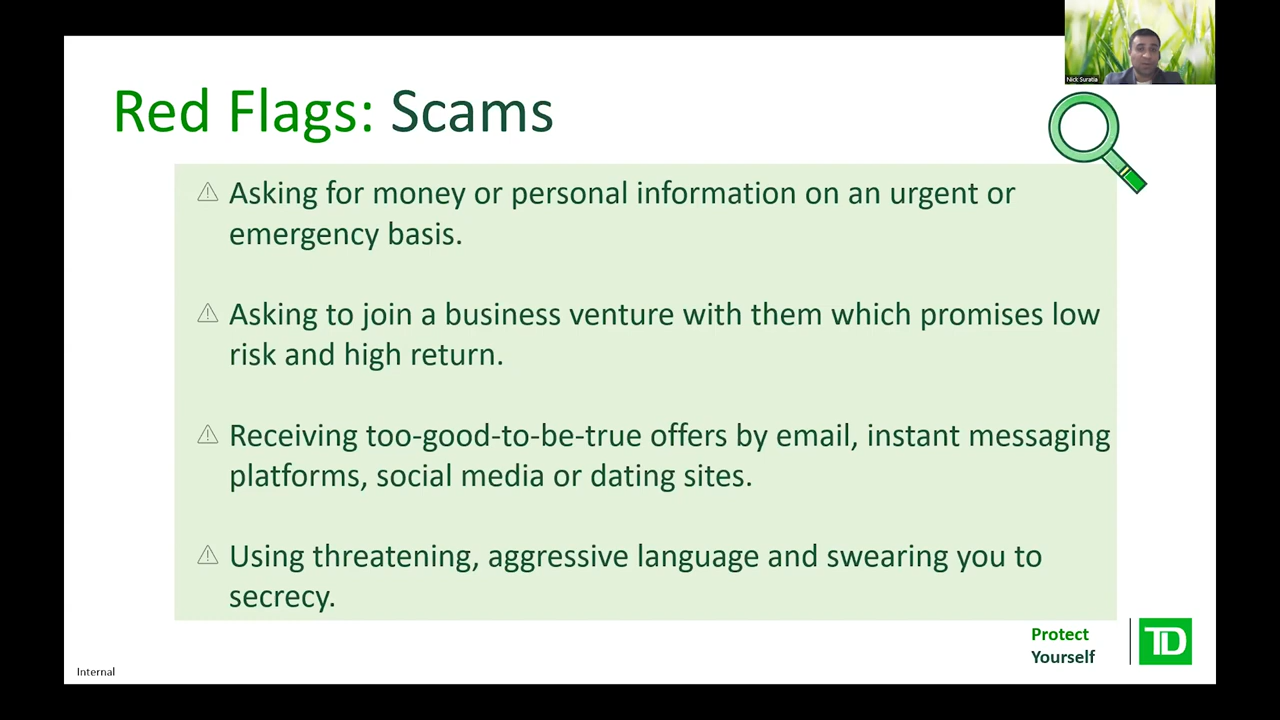 Nick Suratia
Red Flags: Scams
Asking for money or personal information on an urgent or
emergency basis.
Asking to join a business venture with them which promises low
risk and high return.
Receiving too-good-to-be-true offers by email, instant messaging
platforms, social media or dating sites.
Using threatening, aggressive language and swearing you to
secrecy.
Protect
Yourself
TD
Internal